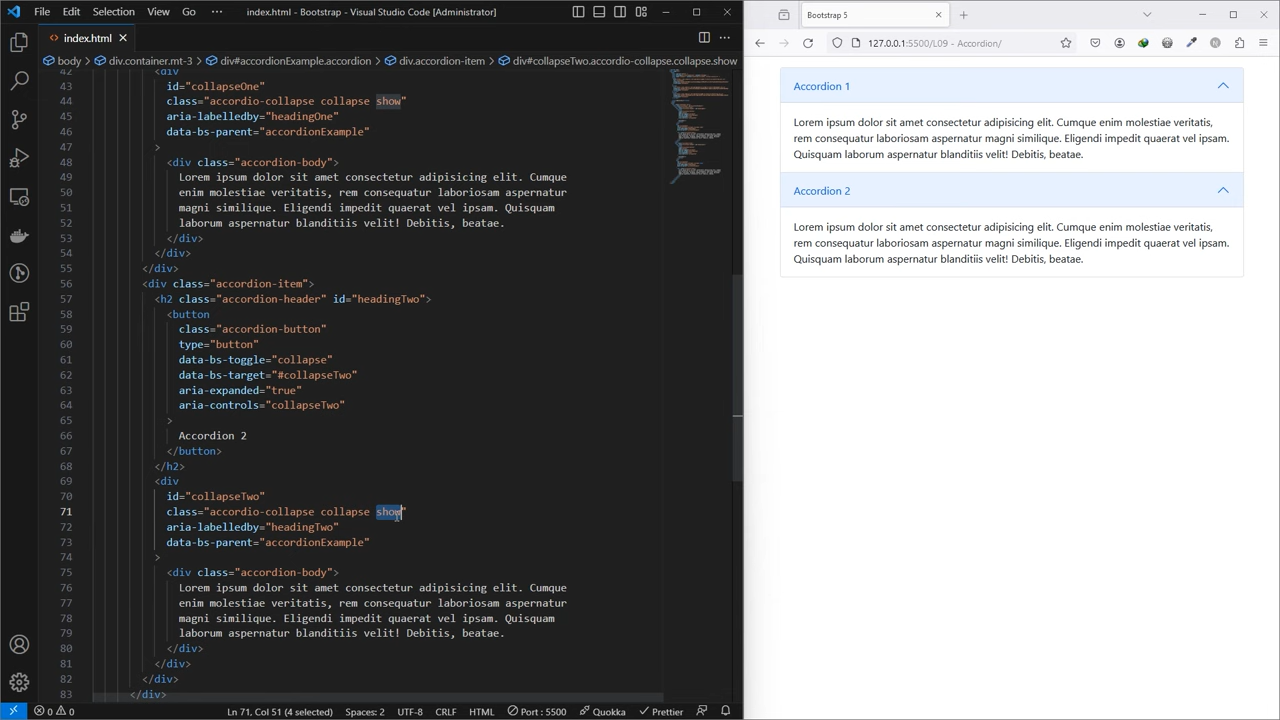 File Edit Selection View Go ··· index.html - Bootstrap - Visual Studio Code [Administrator]
index.html
body div.container.mt-3 div#accordionExample.accordion div.accordion-item div#collapseTwo.accordio-collapse.collapse.show
42 <div
43 id="collapseOne"
44 class="accordio-collapse collapse show"
45 aria-labelledby="headingOne"
46 data-bs-parent="accordionExample"
47 >
48 <div class="accordion-body">
49 Lorem ipsum dolor sit amet consectetur adipisicing elit. Cumque
50 enim molestiae veritatis, rem consequatur laboriosam aspernatur
51 magni similique. Eligendi impedit quaerat vel ipsam. Quisquam
52 laborum aspernatur blanditiis velit! Debitis, beatae.
53 </div>
54 </div>
55 </div>
56 <div class="accordion-item">
57 <h2 class="accordion-header" id="headingTwo">
58 <button
59 class="accordion-button"
60 type="button"
61 data-bs-toggle="collapse"
62 data-bs-target="#collapseTwo"
63 aria-expanded="true"
64 aria-controls="collapseTwo"
65 >
66 Accordion 2
67 </button>
68 </h2>
69 <div
70 id="collapseTwo"
71 class="accordio-collapse collapse show"
72 aria-labelledby="headingTwo"
73 data-bs-parent="accordionExample"
74 >
75 <div class="accordion-body">
76 Lorem ipsum dolor sit amet consectetur adipisicing elit. Cumque
77 enim molestiae veritatis, rem consequatur laboriosam aspernatur
78 magni similique. Eligendi impedit quaerat vel ipsam. Quisquam
79 laborum aspernatur blanditiis velit! Debitis, beatae.
80 </div>
81 </div>
82 </div>
83 </div>
0 0 Ln 71, Col 51 (4 selected) Spaces: 2 UTF-8 CRLF HTML Port : 5500 Quokka Prettier
Bootstrap 5
127.0.0.1:5500/L09 - Accordion/
Accordion 1
Lorem ipsum dolor sit amet consectetur adipisicing elit. Cumque enim molestiae veritatis,
rem consequatur laboriosam aspernatur magni similique. Eligendi impedit quaerat vel ipsam.
Quisquam laborum aspernatur blanditiis velit! Debitis, beatae.
Accordion 2
Lorem ipsum dolor sit amet consectetur adipisicing elit. Cumque enim molestiae veritatis,
rem consequatur laboriosam aspernatur magni similique. Eligendi impedit quaerat vel ipsam.
Quisquam laborum aspernatur blanditiis velit! Debitis, beatae.